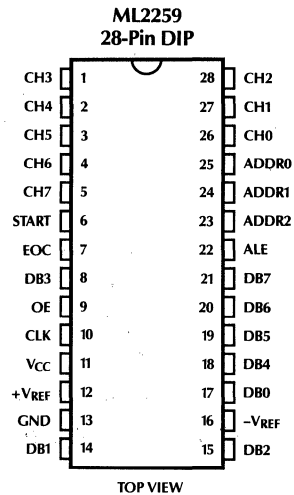 ML2259
28-Pin DIP
CH3 1 28 CH2
CH4 2 27 CH1
CH5 3 26 CH0
CH6 4 25 ADDR0
CH7 5 24 ADDR1
START 6 23 ADDR2
EOC 7 22 ALE
DB3 8 21 DB7
OE 9 20 DB6
CLK 10 19 DB5
VCC 11 18 DB4
+VREF 12 17 DB0
GND 13 16 –VREF
DB1 14 15 DB2
TOP VIEW